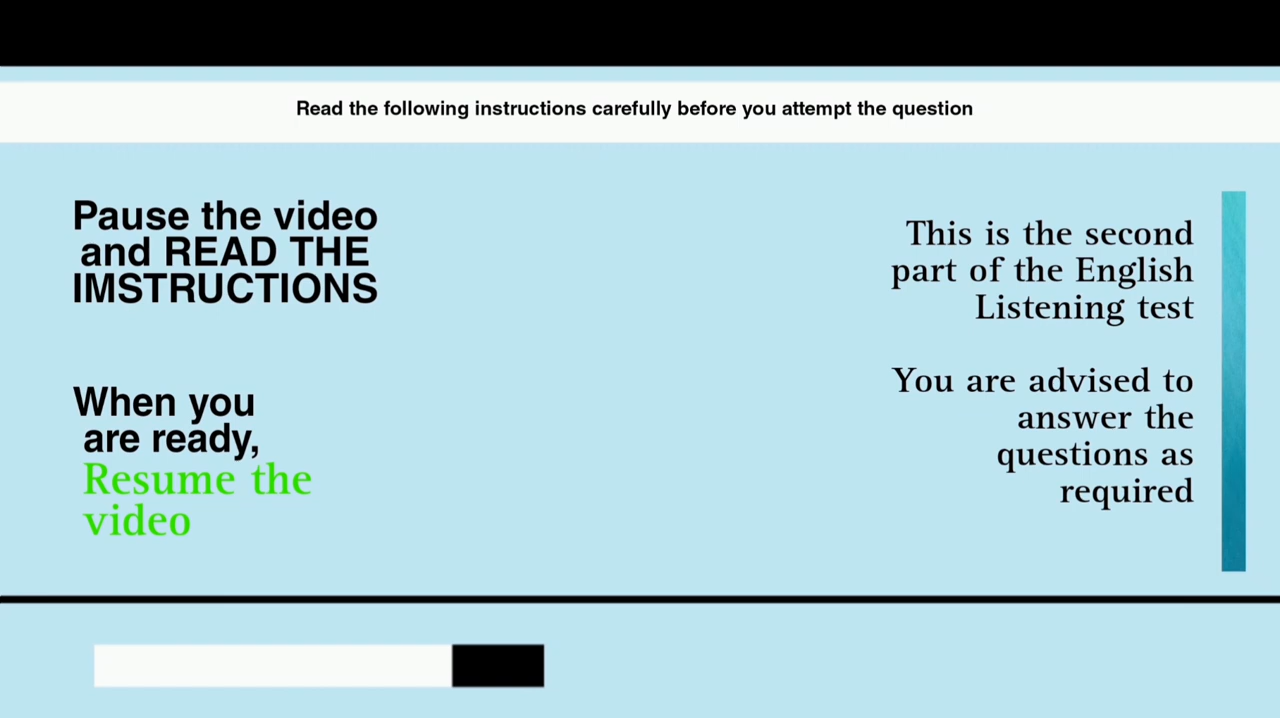 Read the following instructions carefully before you attempt the question
Pause the video
and READ THE
IMSTRUCTIONS
When you
are ready,
Resume the
video
This is the second
part of the English
Listening test
You are advised to
answer the
questions as
required